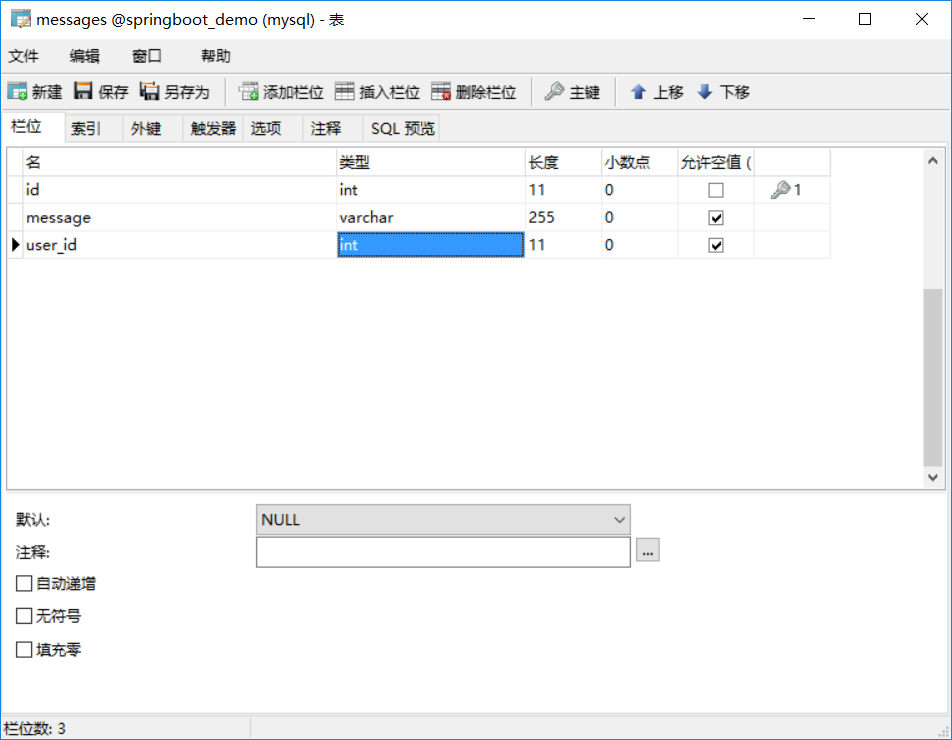 messages @springboot_demo (mysql) - 表
文件 编辑 窗口 帮助
新建 保存 另存为 添加栏位 插入栏位 删除栏位 主键 上移 下移
栏位 索引 外键 触发器 选项 注释 SQL 预览
名 类型 长度 小数点 允许空值 (
id int 11 0 1
message varchar 255 0
user_id int 11 0
默认: NULL
注释: ...
自动递增
无符号
填充零
栏位数: 3